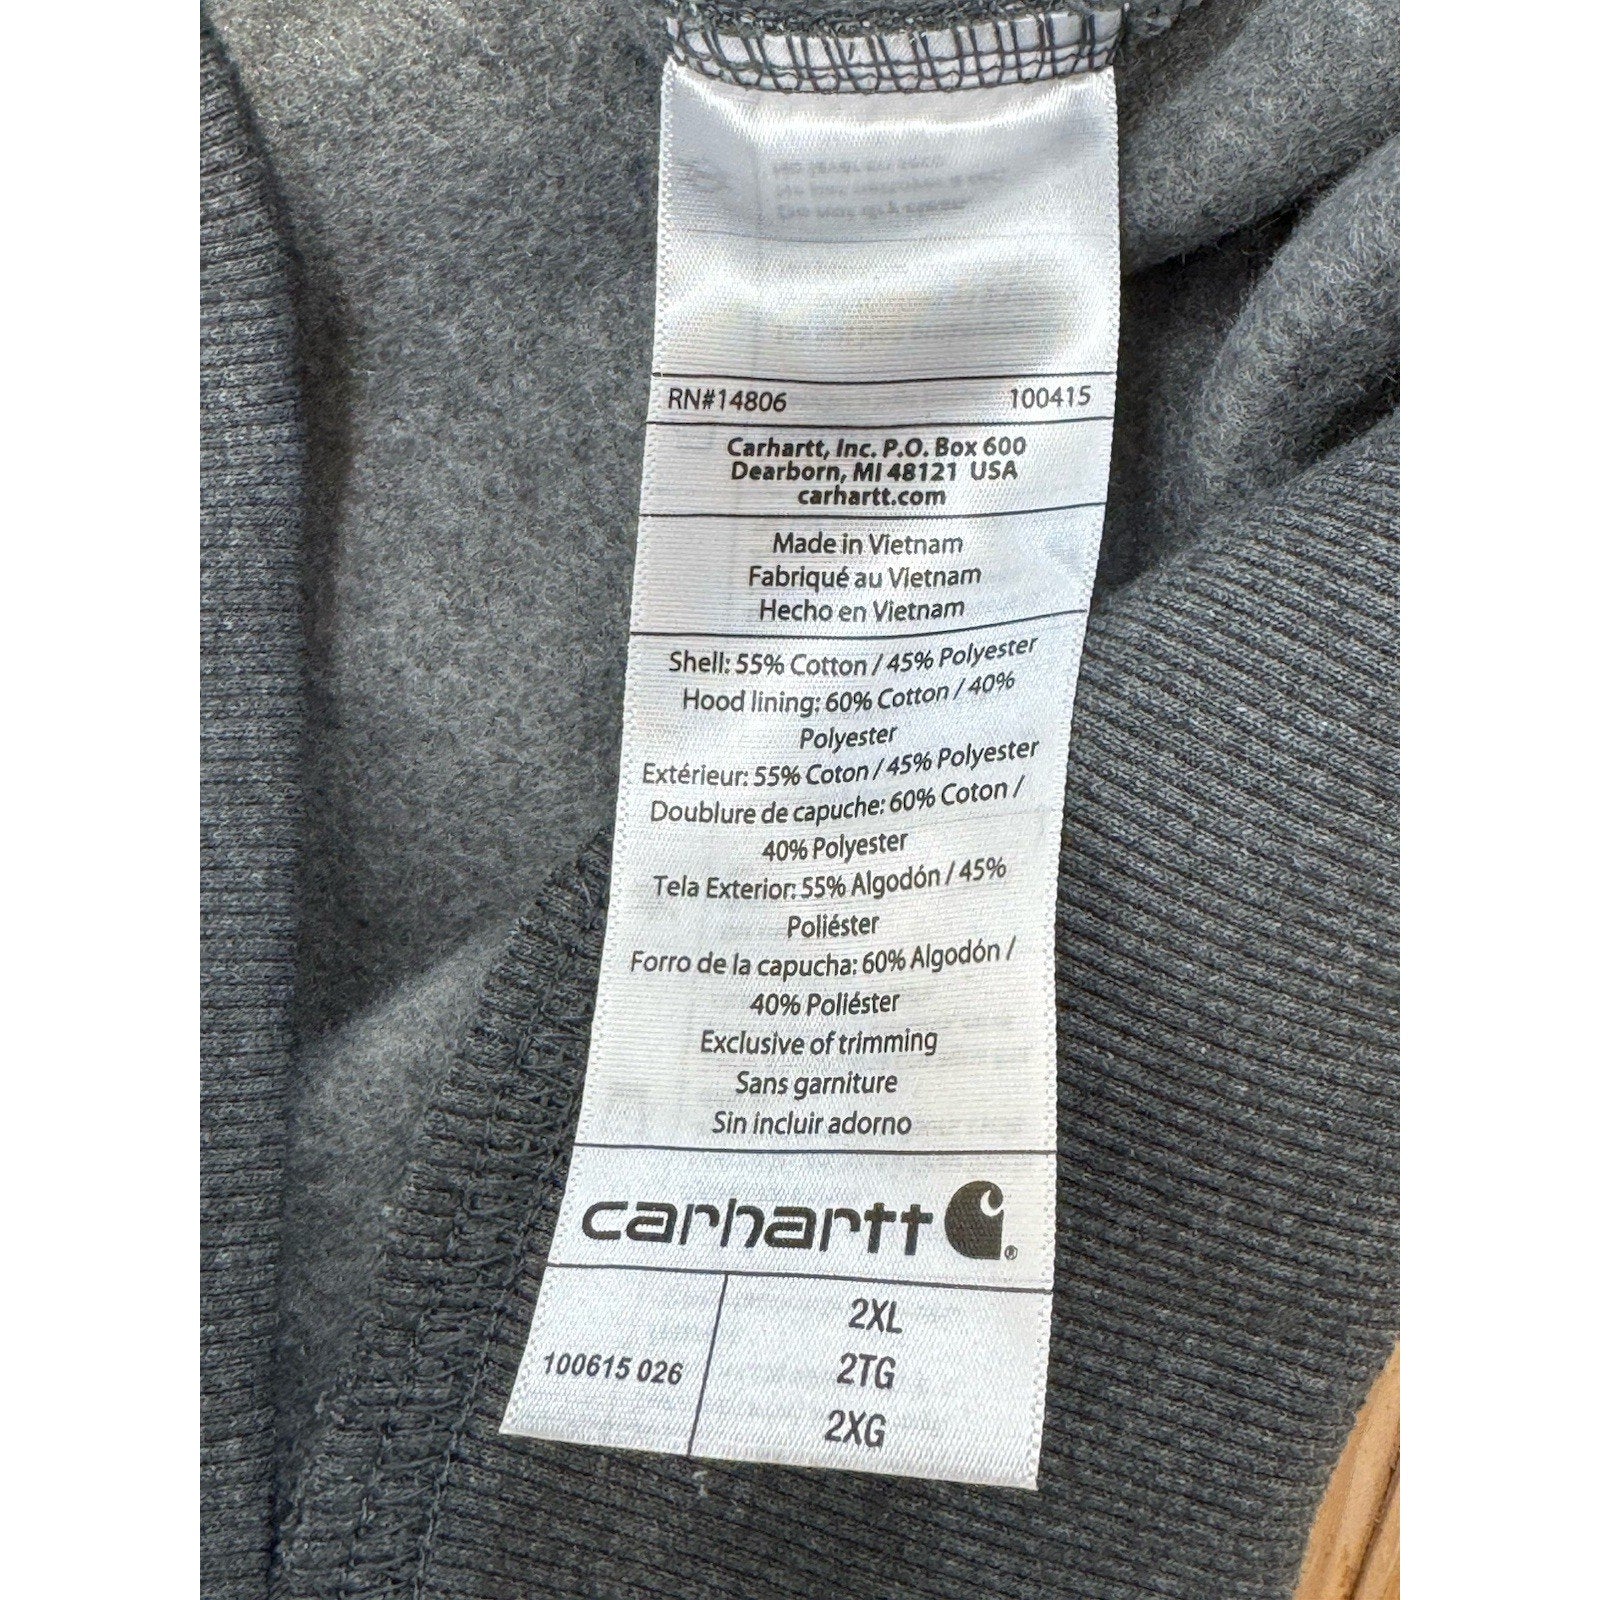 RN#14806 100415
Carhartt, Inc. P.O. Box 600
Dearborn, MI 48121 USA
carhartt.com
Made in Vietnam
Fabriqué au Vietnam
Hecho en Vietnam
Shell: 55% Cotton / 45% Polyester
Hood lining: 60% Cotton / 40%
Polyester
Extérieur: 55% Coton / 45% Polyester
Doublure de capuche: 60% Coton /
40% Polyester
Tela Exterior: 55% Algodón / 45%
Poliéster
Forro de la capucha: 60% Algodón /
40% Poliéster
Exclusive of trimming
Sans garniture
Sin incluir adorno
carhartt ®
100615 026
2XL
2TG
2XG